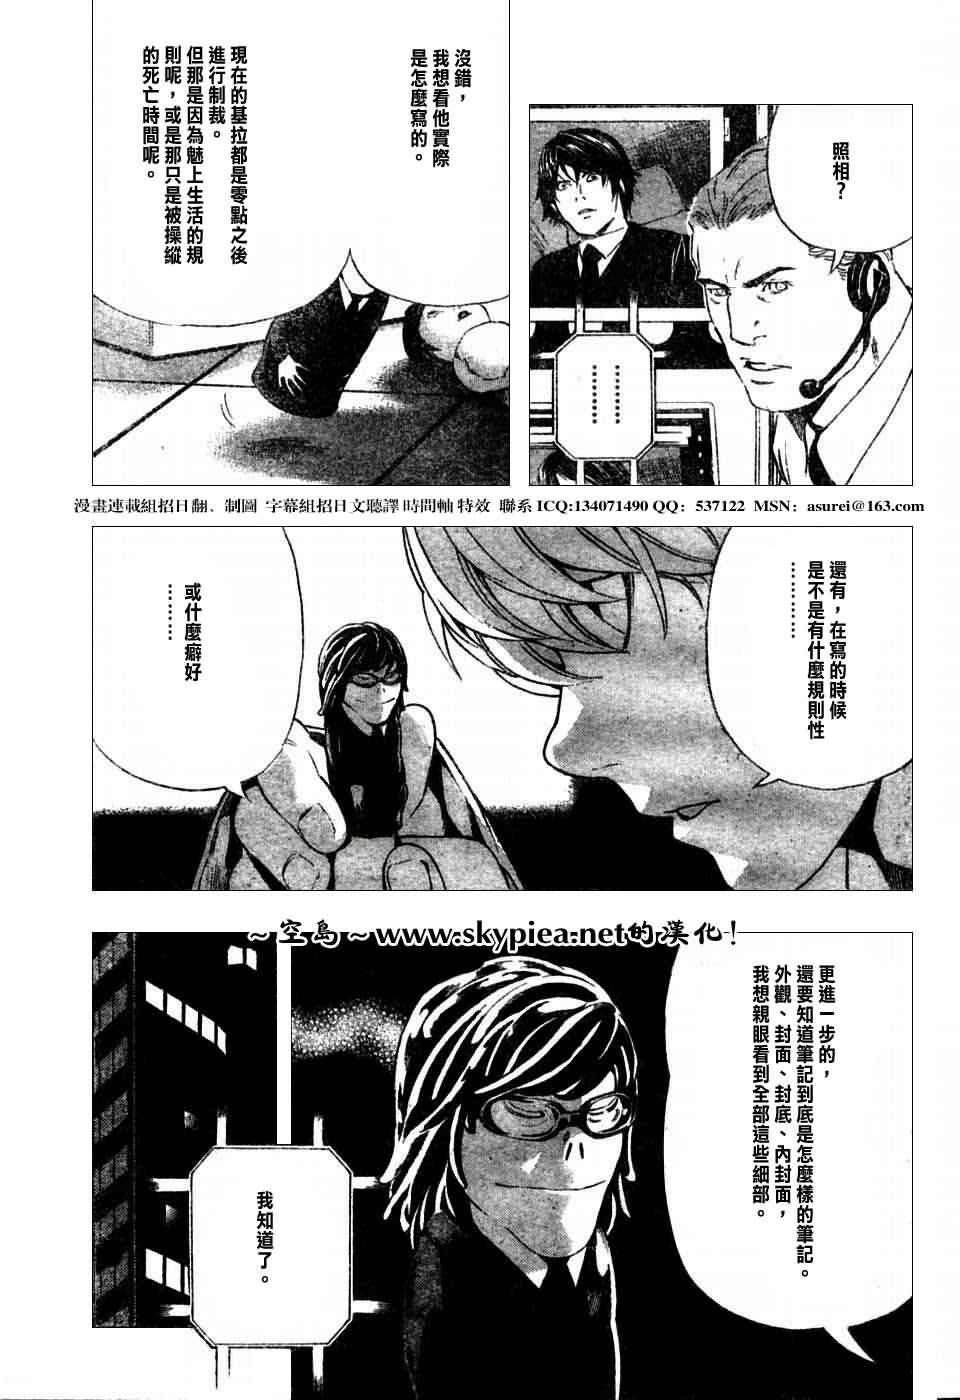 照相?
…………
沒錯，
我想看他實際
是怎麼寫的。
現在的基拉都是零點之後
進行制裁。
但那是因為魅上生活的規
則呢，或是那只是被操縱
的死亡時間呢。
漫畫連載組招日翻、制圖 字幕組招日文聽譯 時間軸 特效 聯系 ICQ:134071490 QQ：537122 MSN：asurei@163.com
還有，在寫的時候
是不是有什麼規則性
…………
或什麼癖好
………
～空島～www.skypiea.net的漢化!
更進一步的，
還要知道筆記到底是怎麼樣的筆記。
外觀、封面、封底、內封面，
我想親眼看到全部這些細部。
我知道了。